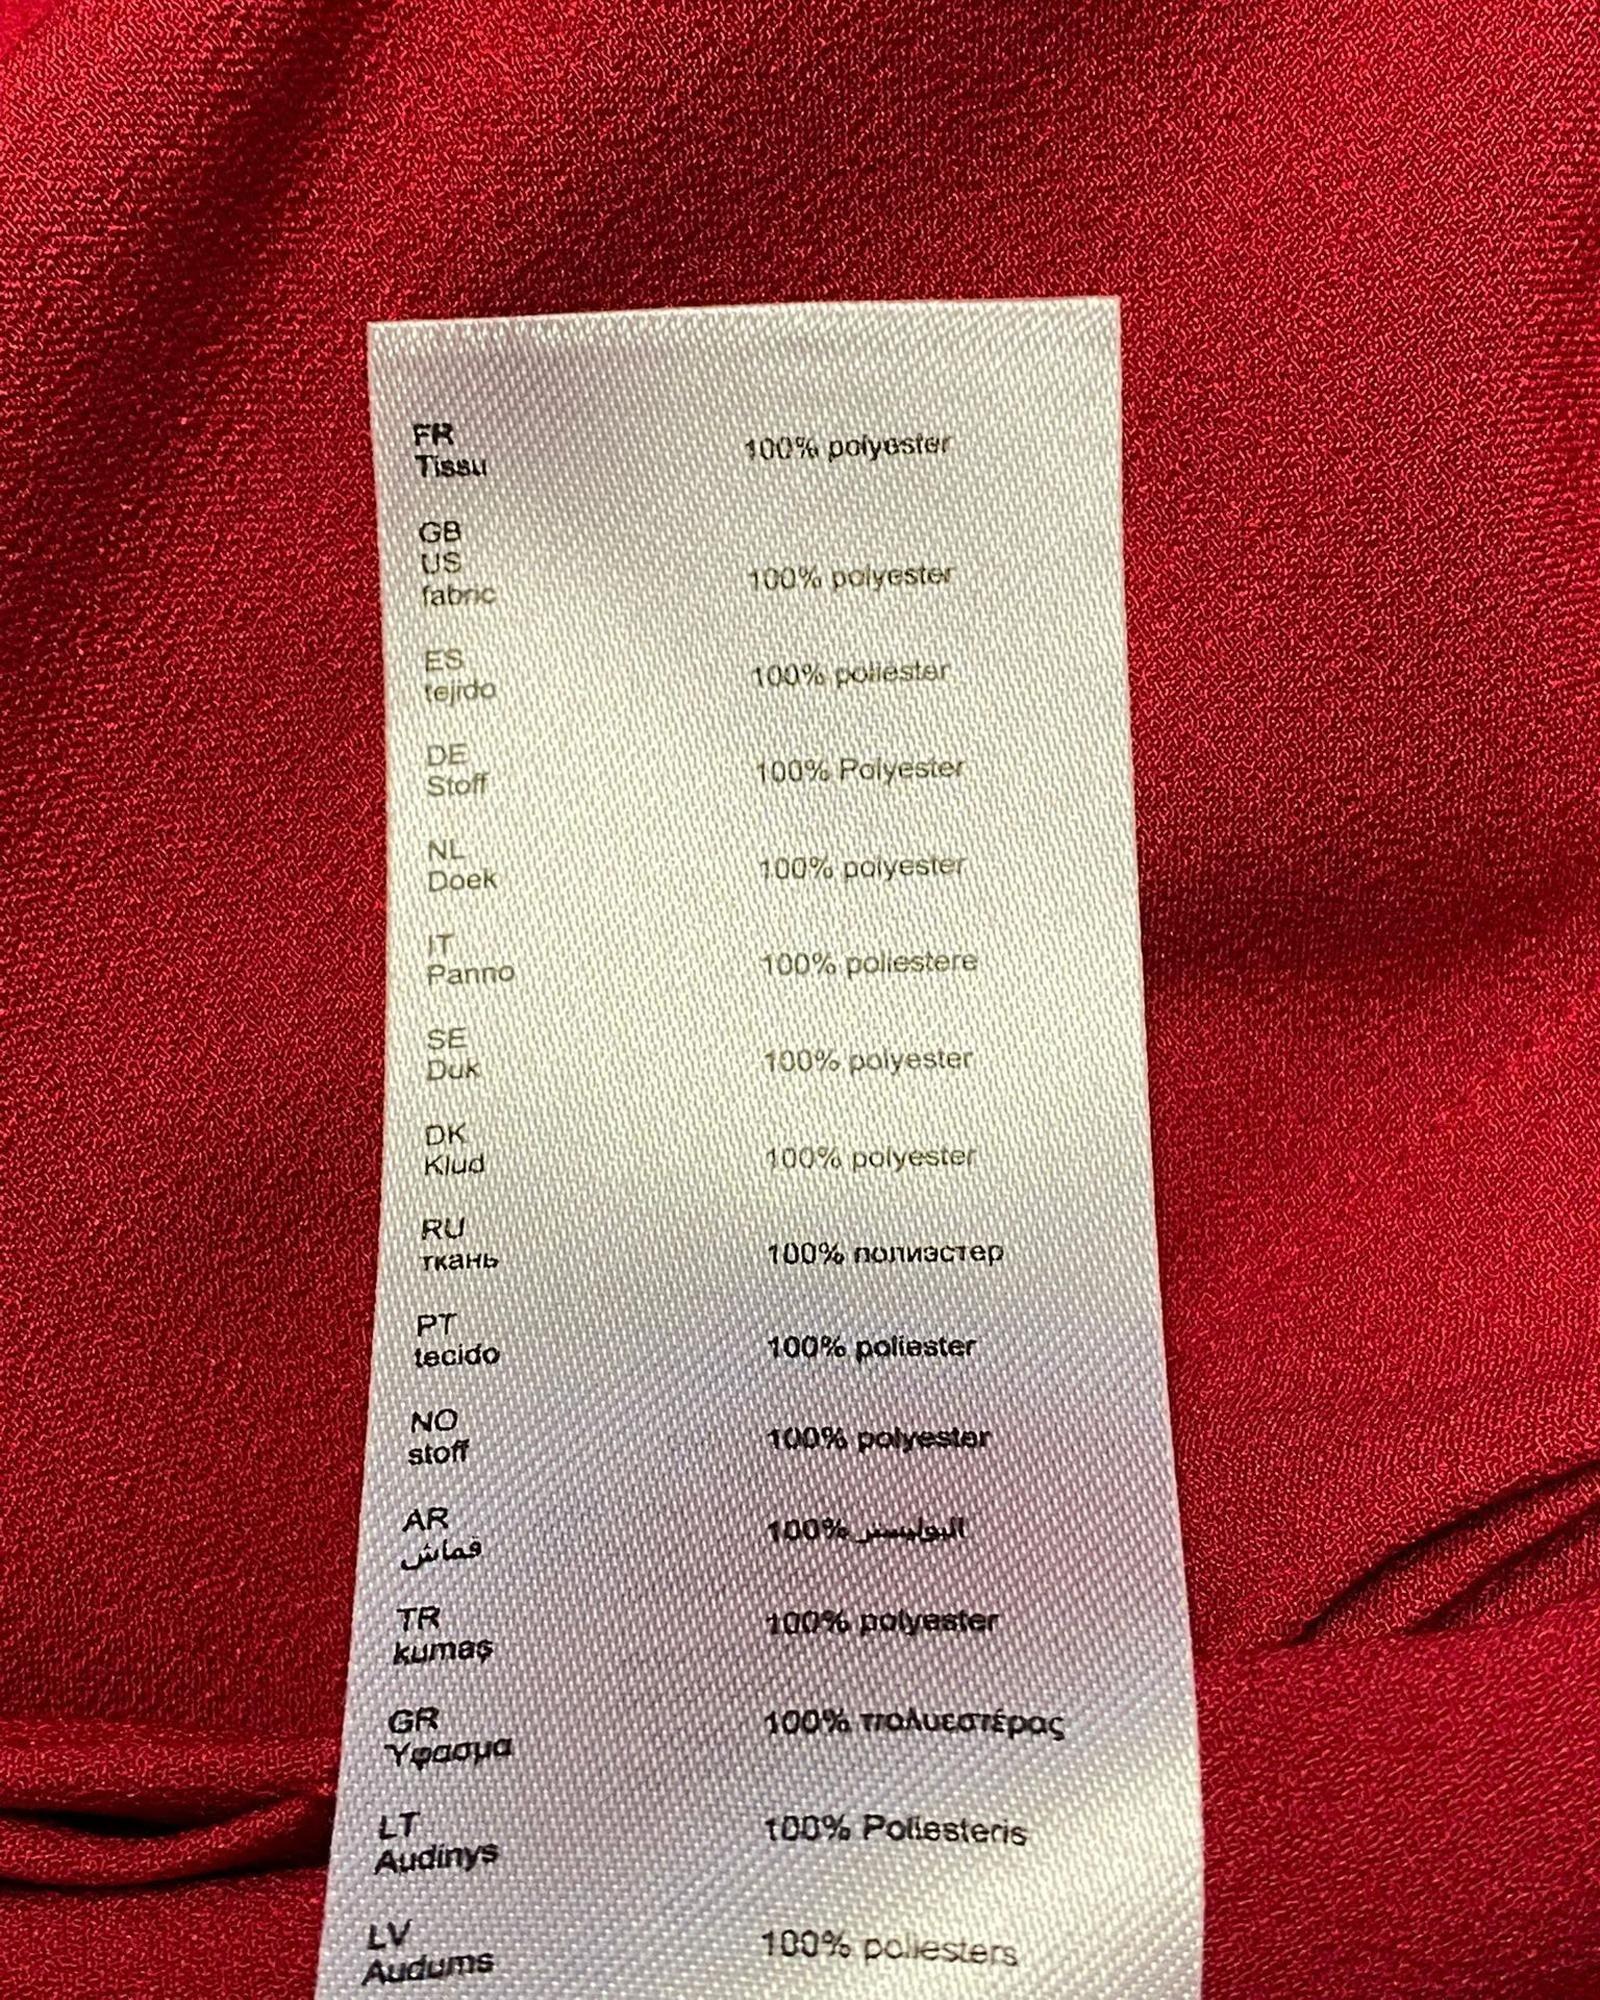 FR
Tissu 100% polyester
GB
US
fabric 100% polyester
ES
tejido 100% poliester
DE
Stoff 100% Polyester
NL
Doek 100% polyester
IT
Panno 100% poliestere
SE
Duk 100% polyester
DK
Klud 100% polyester
RU
ткань 100% полиэстер
PT
tecido 100% poliester
NO
stoff 100% polyester
AR
قماش 100% البوليستر
TR
kumaş 100% polyester
GR
Ύφασμα 100% πολυεστέρας
LT
Audinys 100% Poliesteris
LV
Audums 100% poliesters